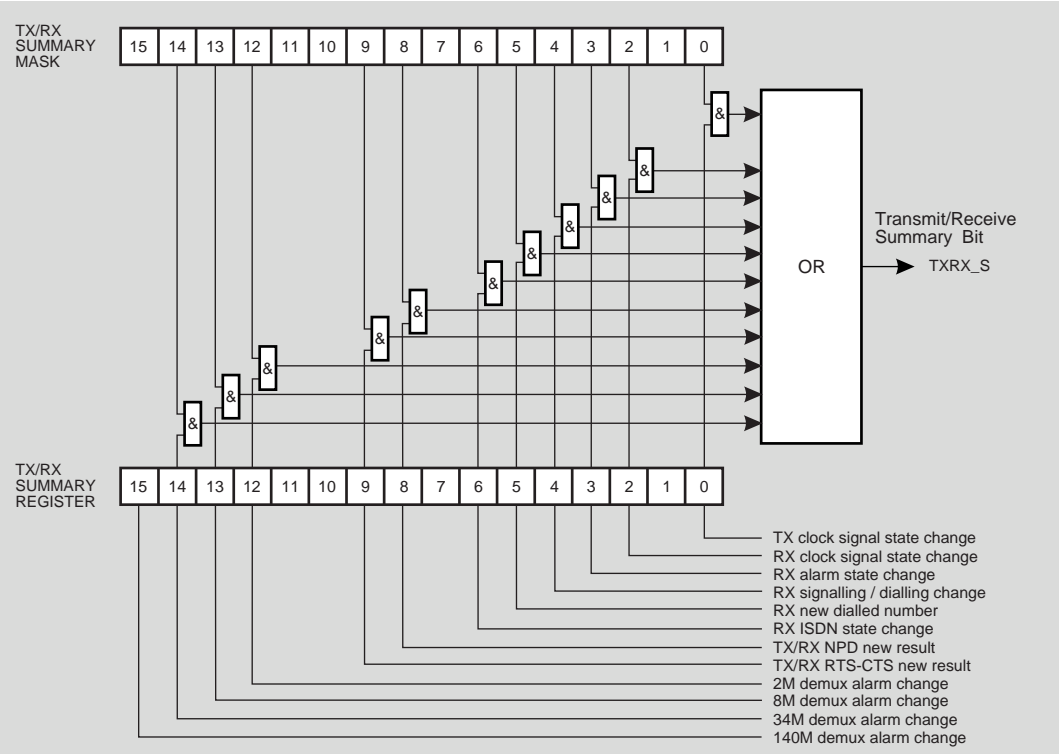 TX/RX
SUMMARY
MASK
15 14 13 12 11 10 9 8 7 6 5 4 3 2 1 0
&
&
&
&
&
&
&
&
&
&
&
Transmit/Receive
Summary Bit
OR
TXRX_S
TX/RX
SUMMARY
REGISTER
15 14 13 12 11 10 9 8 7 6 5 4 3 2 1 0
TX clock signal state change
RX clock signal state change
RX alarm state change
RX signalling / dialling change
RX new dialled number
RX ISDN state change
TX/RX NPD new result
TX/RX RTS-CTS new result
2M demux alarm change
8M demux alarm change
34M demux alarm change
140M demux alarm change